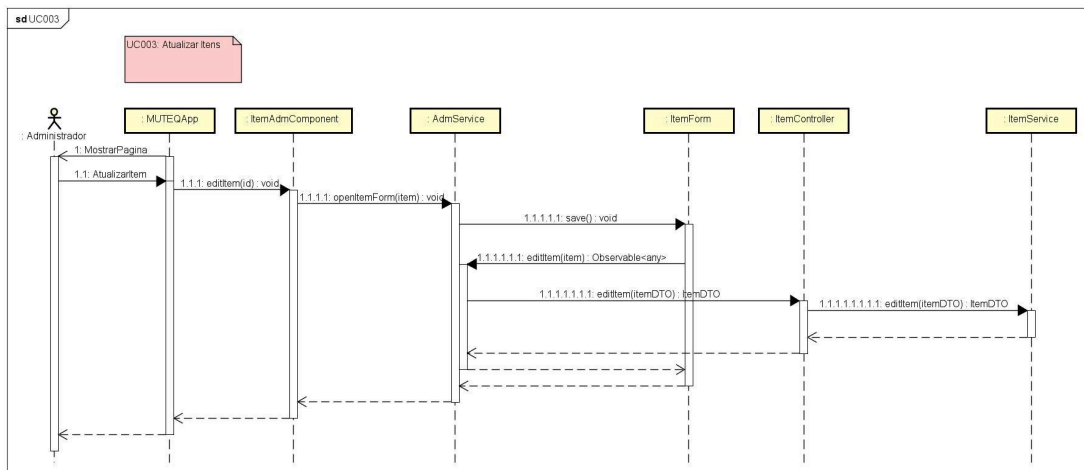 sd UC003
UC003: Atualizar Itens
: Administrador
: MUTEQApp
: ItemAdmComponent
: AdmService
: ItemForm
: ItemController
: ItemService
1: MostrarPagina
1.1: AtualizarItem
1.1.1: editItem(id) : void
1.1.1.1: openItemForm(item) : void
1.1.1.1.1: save() : void
1.1.1.1.1.1: editItem(item) : Observable<any>
1.1.1.1.1.1.1: editItem(itemDTO) : ItemDTO
1.1.1.1.1.1.1.1: editItem(itemDTO) : ItemDTO